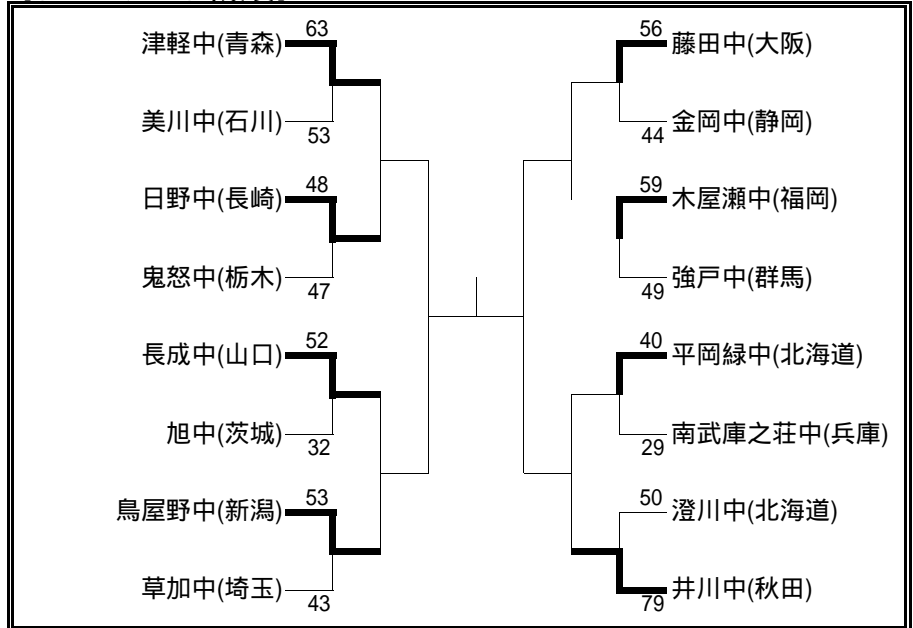 津軽中(青森) 63
美川中(石川) 53
日野中(長崎) 48
鬼怒中(栃木) 47
長成中(山口) 52
旭中(茨城) 32
鳥屋野中(新潟) 53
草加中(埼玉) 43
56 藤田中(大阪)
44 金岡中(静岡)
59 木屋瀬中(福岡)
49 強戸中(群馬)
40 平岡緑中(北海道)
29 南武庫之荘中(兵庫)
50 澄川中(北海道)
79 井川中(秋田)